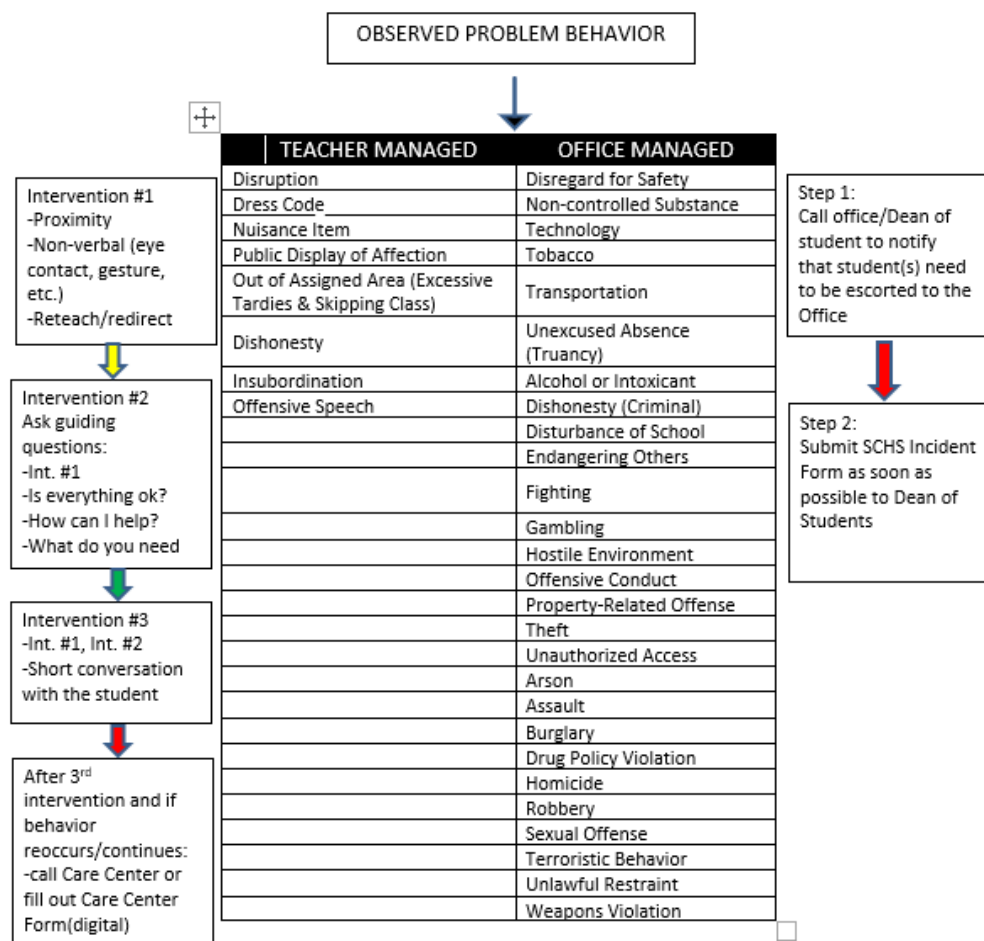 OBSERVED PROBLEM BEHAVIOR
TEACHER MANAGED
OFFICE MANAGED
Disruption
Disregard for Safety
Dress Code
Non-controlled Substance
Nuisance Item
Technology
Public Display of Affection
Tobacco
Out of Assigned Area (Excessive
Tardies & Skipping Class)
Transportation
Dishonesty
Unexcused Absence
(Truancy)
Insubordination
Alcohol or Intoxicant
Offensive Speech
Dishonesty (Criminal)
Disturbance of School
Endangering Others
Fighting
Gambling
Hostile Environment
Offensive Conduct
Property-Related Offense
Theft
Unauthorized Access
Arson
Assault
Burglary
Drug Policy Violation
Homicide
Robbery
Sexual Offense
Terroristic Behavior
Unlawful Restraint
Weapons Violation
Intervention #1
-Proximity
-Non-verbal (eye
contact, gesture,
etc.)
-Reteach/redirect
Intervention #2
Ask guiding
questions:
-Int. #1
-Is everything ok?
-How can I help?
-What do you need
Intervention #3
-Int. #1, Int. #2
-Short conversation
with the student
After 3rd
intervention and if
behavior
reoccurs/continues:
-call Care Center or
fill out Care Center
Form(digital)
Step 1:
Call office/Dean of
student to notify
that student(s) need
to be escorted to the
Office
Step 2:
Submit SCHS Incident
Form as soon as
possible to Dean of
Students